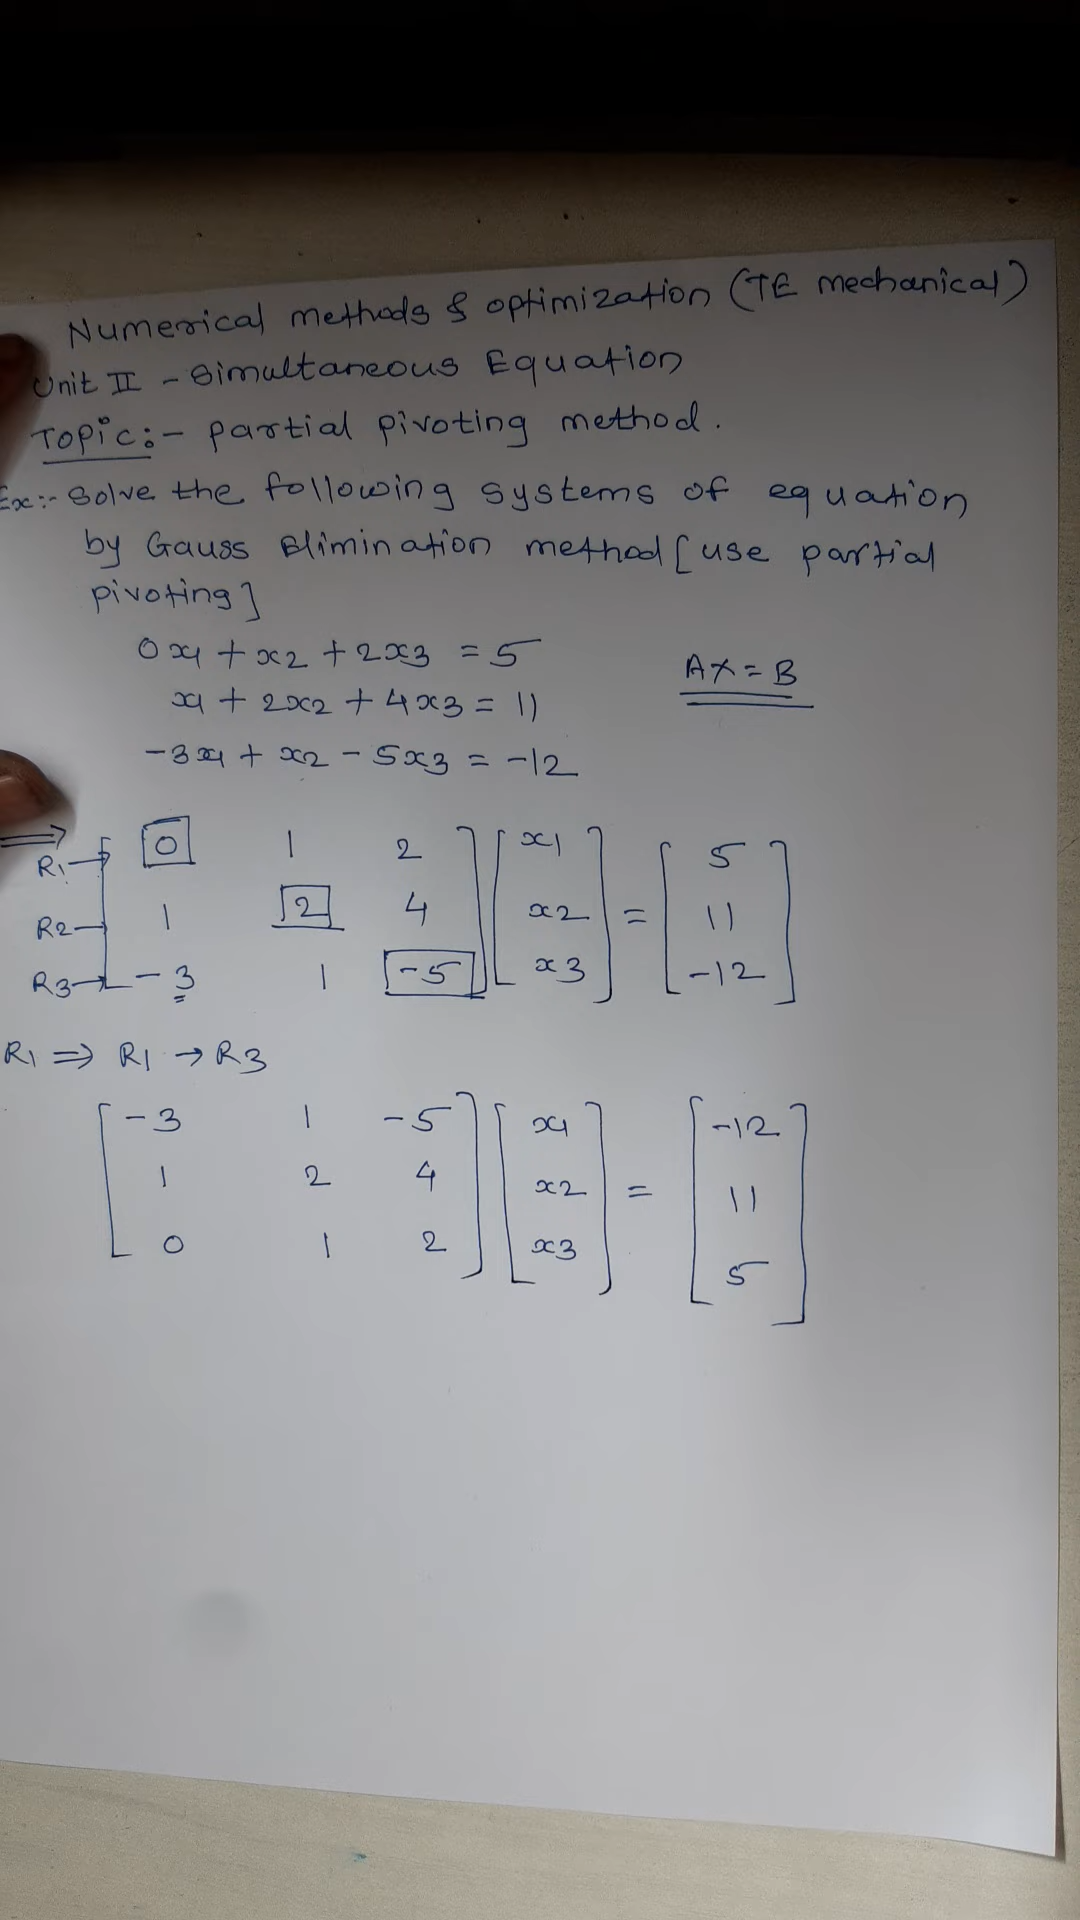 Numerical methods & optimization (TE mechanical)
Unit II - Simultaneous Equation
Topic:- partial pivoting method.
Ex:- Solve the following systems of equation
by Gauss Elimination method [use partial
pivoting]
0x1 + x2 + 2x3 = 5
x1 + 2x2 + 4x3 = 11
AX = B
-3x1 + x2 - 5x3 = -12
⇒
R1→ [ 0 1 2 ] [ x1 ] = [ 5 ]
R2→ [ 1 2 4 ] [ x2 ] = [ 11 ]
R3→ [ -3 1 -5 ] [ x3 ] = [ -12 ]
R1 ⇒ R1 → R3
[ -3 1 -5 ] [ x1 ] = [ -12 ]
[ 1 2 4 ] [ x2 ] = [ 11 ]
[ 0 1 2 ] [ x3 ] = [ 5 ]